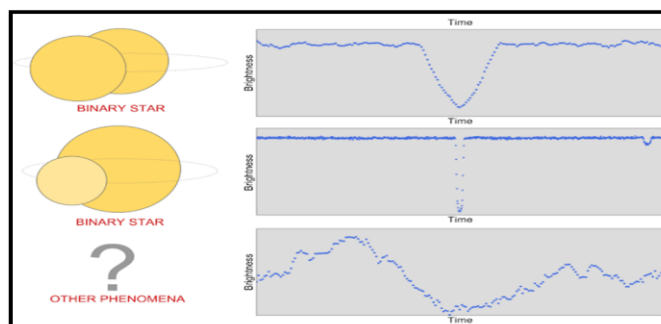 Time
Brightness
BINARY STAR
Time
Brightness
BINARY STAR
Time
Brightness
?
OTHER PHENOMENA
Time